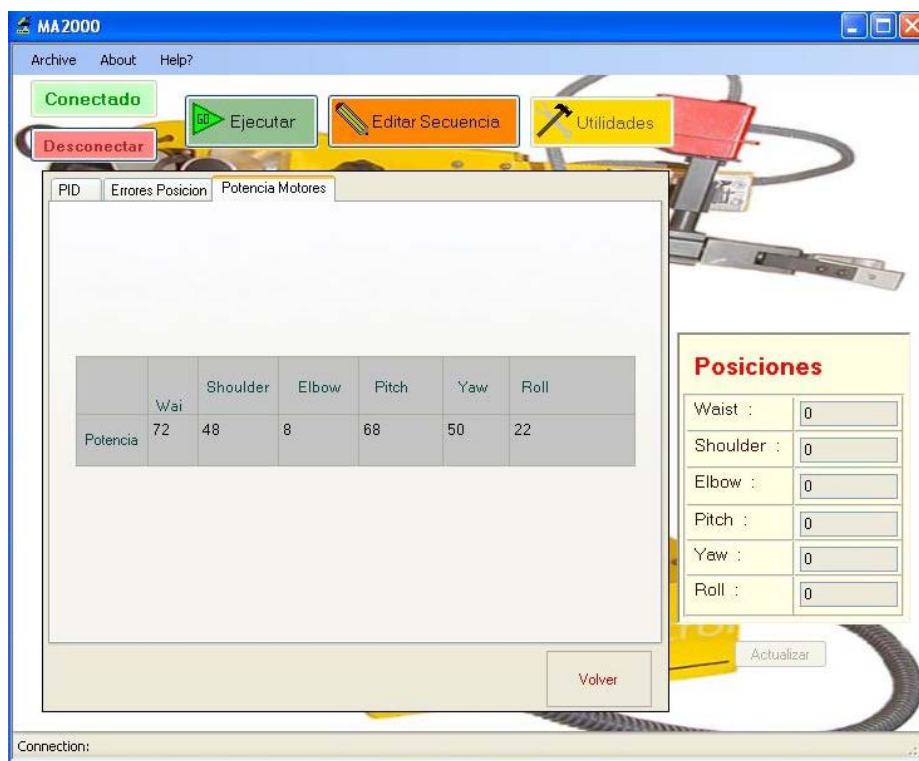 MA2000
Archive About Help?
Conectado
Desconectar
GO Ejecutar
Editar Secuencia
Utilidades
PID Errores Posicion Potencia Motores
Wai Shoulder Elbow Pitch Yaw Roll
Potencia 72 48 8 68 50 22
Volver
Posiciones
Waist : 0
Shoulder : 0
Elbow : 0
Pitch : 0
Yaw : 0
Roll : 0
Actualizar
Connection: